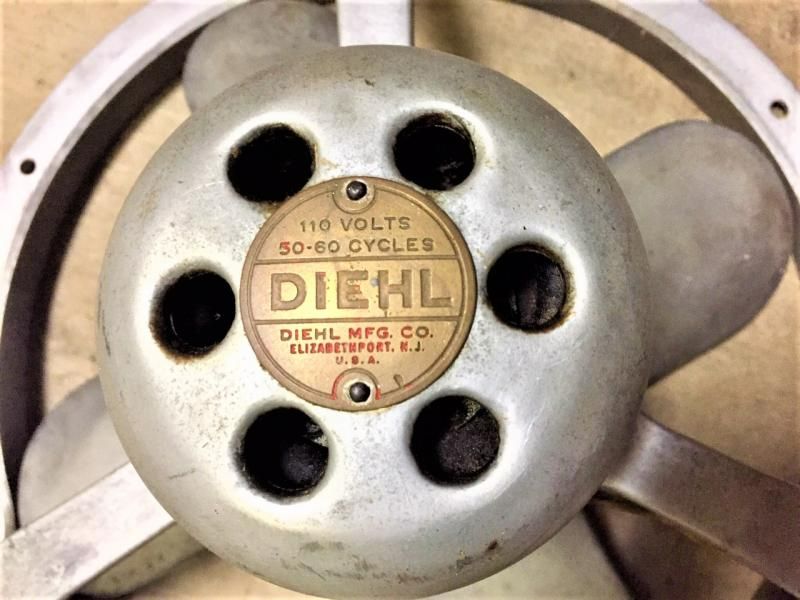 110 VOLTS
50-60 CYCLES
DIEHL
DIEHL MFG. CO.
ELIZABETHPORT, N.J.
U.S.A.